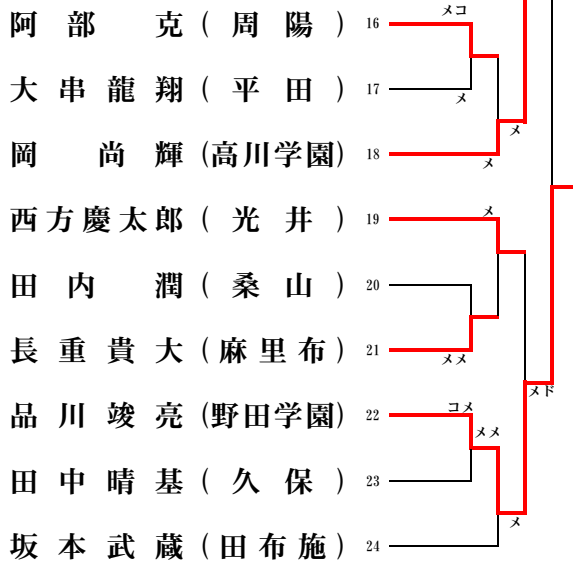 阿部 克(周陽) 16 メコ
大串龍翔(平田) 17 メ
メ
岡 尚輝(高川学園) 18 メ
西方慶太郎(光井) 19 メ
田内 潤(桑山) 20
長重貴大(麻里布) 21 メメ
メド
品川竣亮(野田学園) 22 コメ
メメ
田中晴基(久保) 23
メ
坂本武蔵(田布施) 24